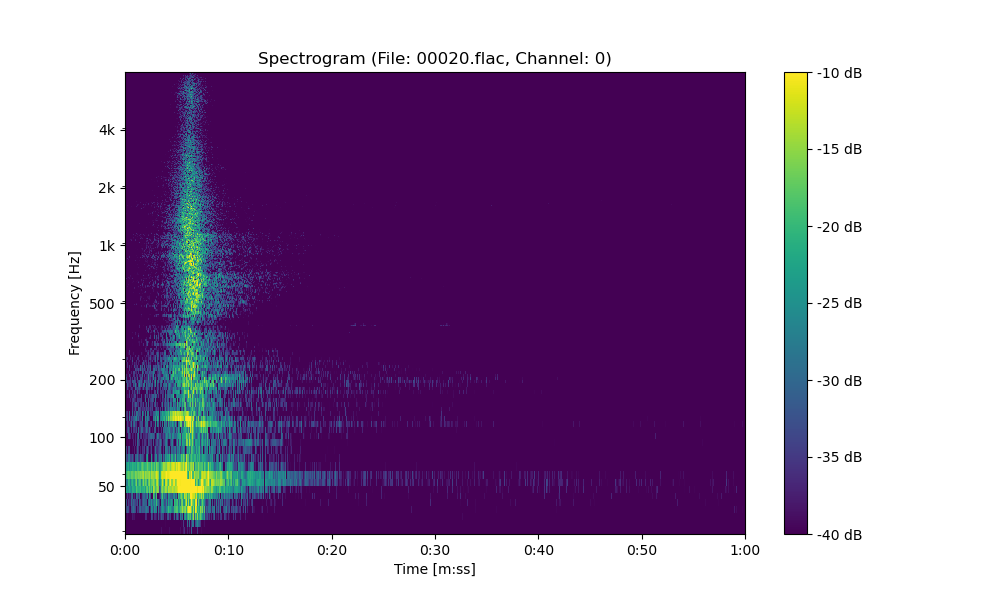 Spectrogram (File: 00020.flac, Channel: 0)
Frequency [Hz]
4k
2k
1k
500
200
100
50
0:00 0:10 0:20 0:30 0:40 0:50 1:00
Time [m:ss]
-10 dB
-15 dB
-20 dB
-25 dB
-30 dB
-35 dB
-40 dB